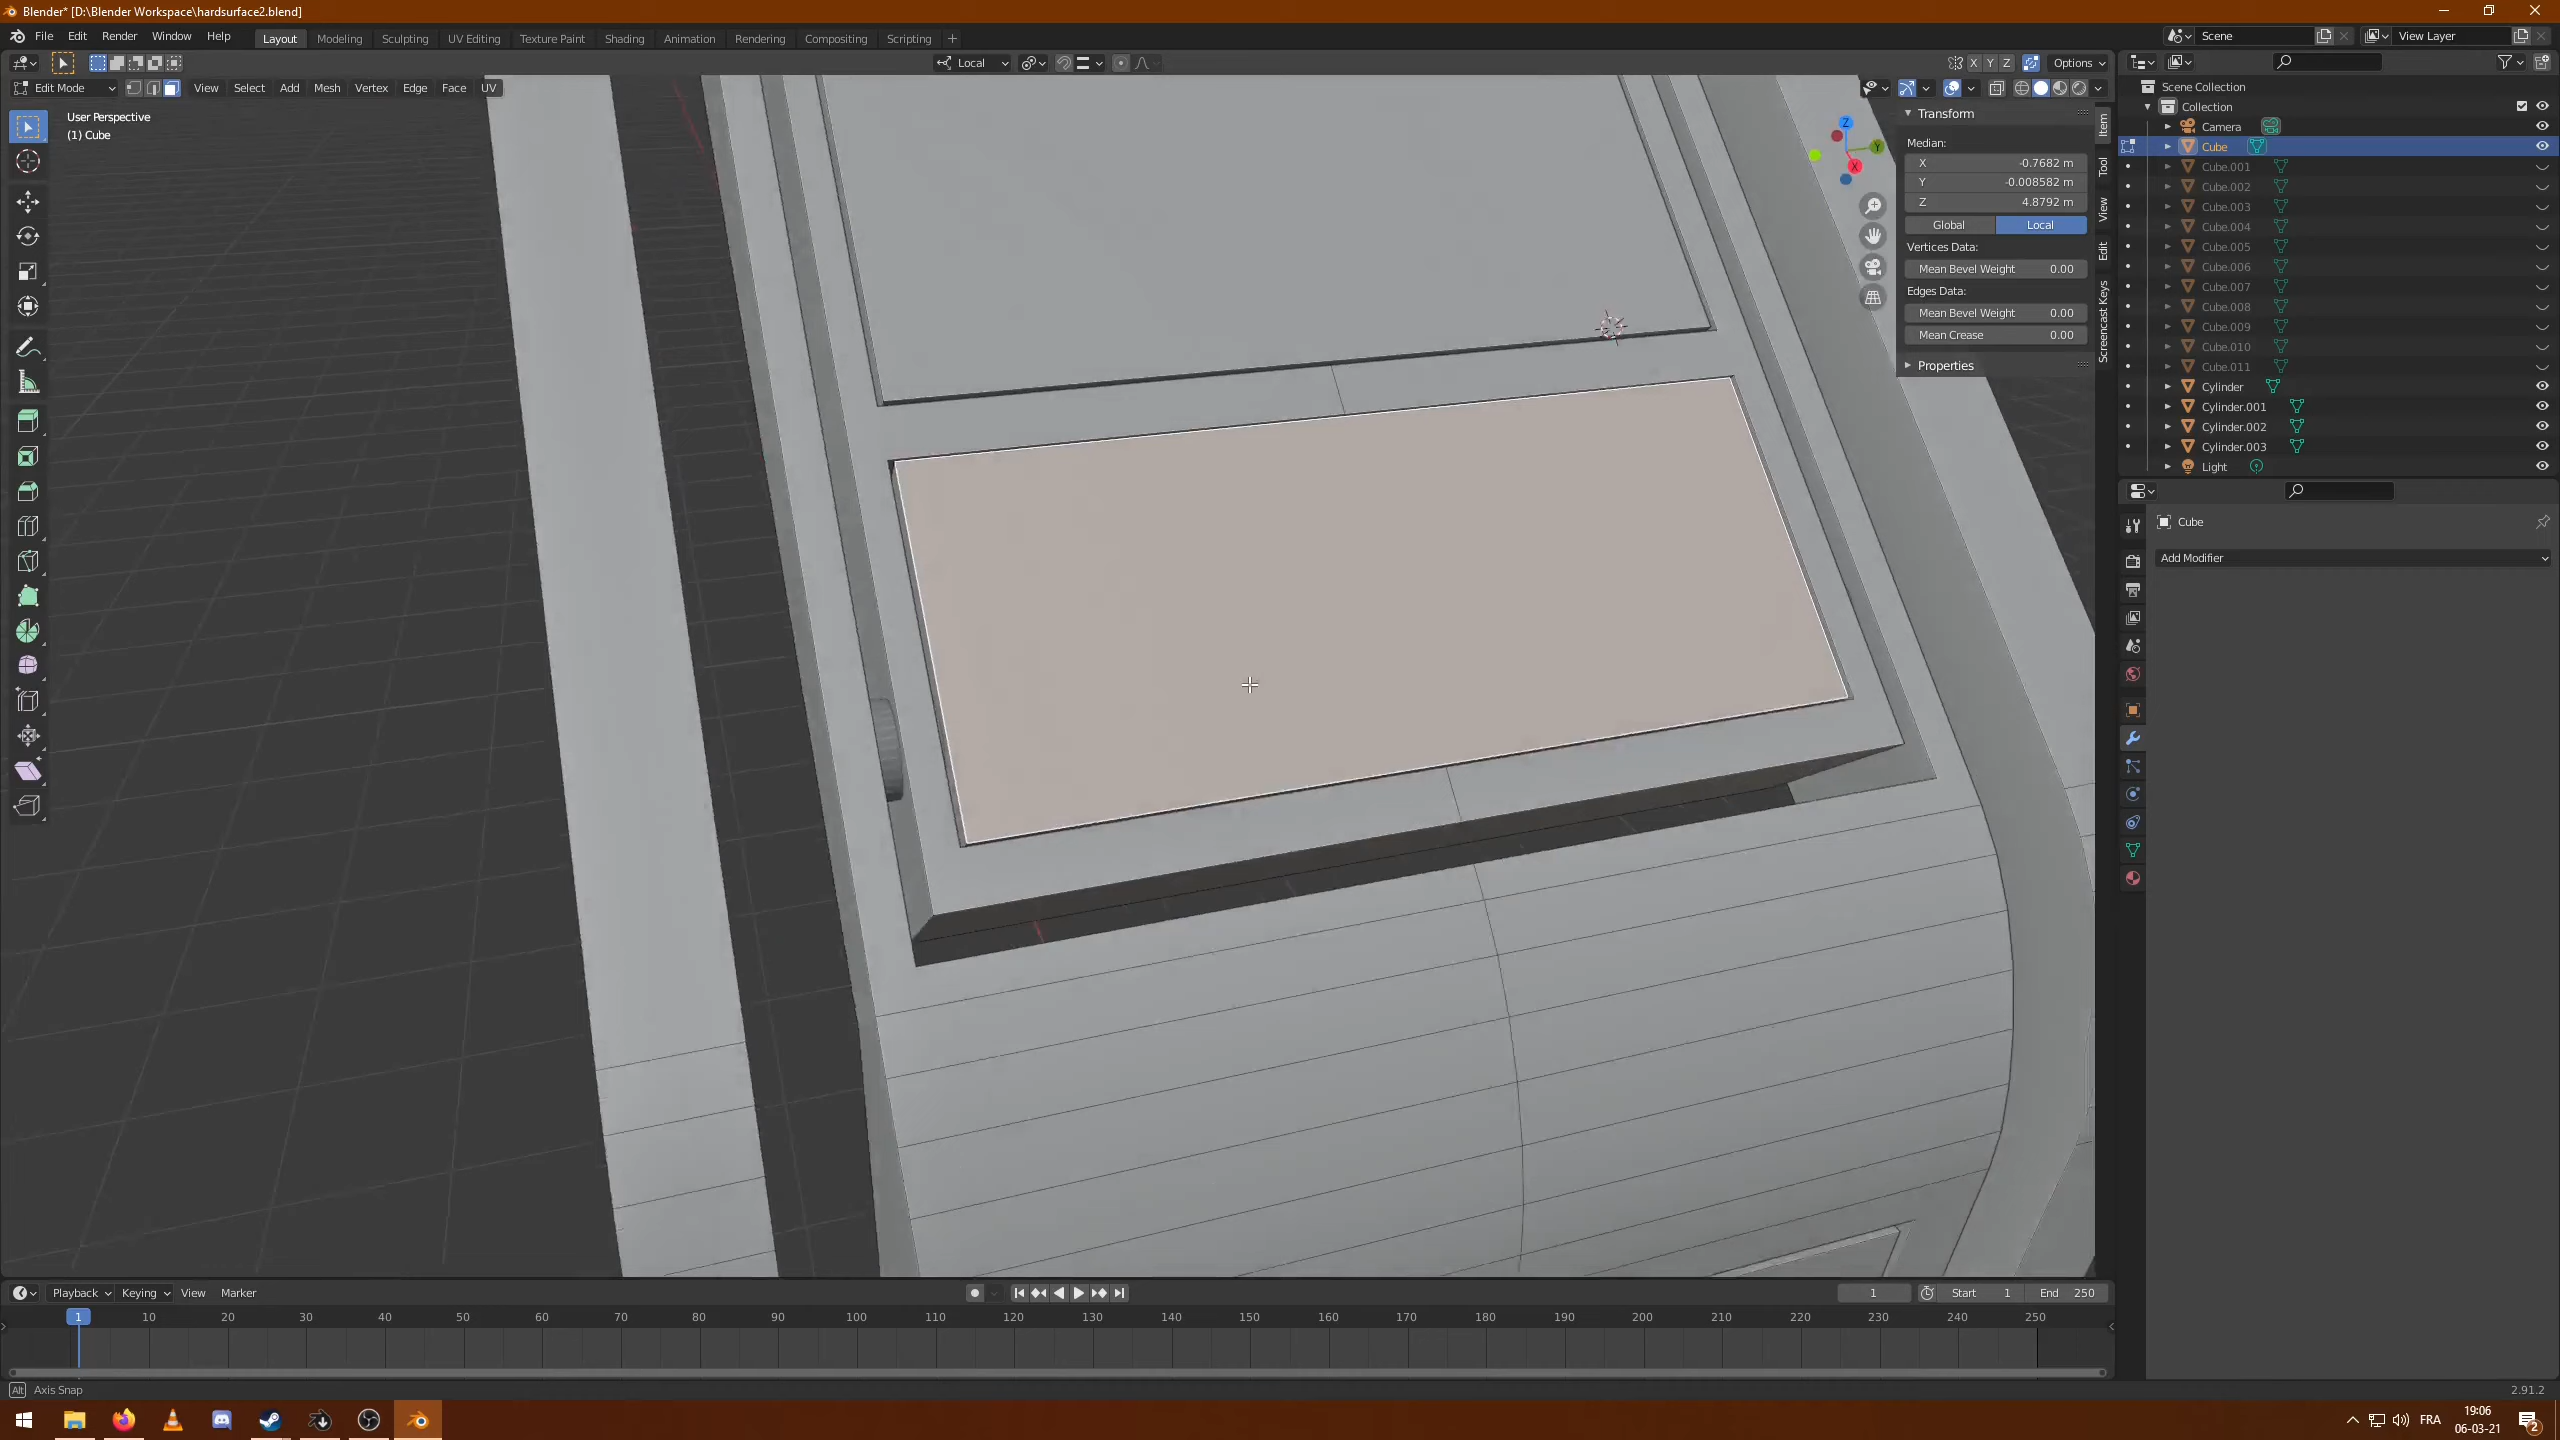 Blender* [D:\Blender Workspace\hardsurface2.blend]
File Edit Render Window Help Layout Modeling Sculpting UV Editing Texture Paint Shading Animation Rendering Compositing Scripting + Scene View Layer
Local X Y Z Options
Edit Mode View Select Add Mesh Vertex Edge Face UV
User Perspective
(1) Cube
Transform
Median:
X -0.7682 m
Y -0.008582 m
Z 4.8792 m
Global Local
Vertices Data:
Mean Bevel Weight 0.00
Edges Data:
Mean Bevel Weight 0.00
Mean Crease 0.00
Properties
Item
Tool
View
Edit
Screencast Keys
Z
Y
X
Scene Collection
Collection
Camera
Cube
Cube.001
Cube.002
Cube.003
Cube.004
Cube.005
Cube.006
Cube.007
Cube.008
Cube.009
Cube.010
Cube.011
Cylinder
Cylinder.001
Cylinder.002
Cylinder.003
Light
Cube
Add Modifier
Playback Keying View Marker 1 Start 1 End 250
1 10 20 30 40 50 60 70 80 90 100 110 120 130 140 150 160 170 180 190 200 210 220 230 240 250
Alt Axis Snap 2.91.2
FRA 19:06
06-03-21
2